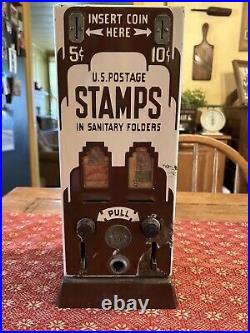 INSERT COIN
HERE
5¢ 10¢
U.S. POSTAGE
STAMPS
IN SANITARY FOLDERS
PULL